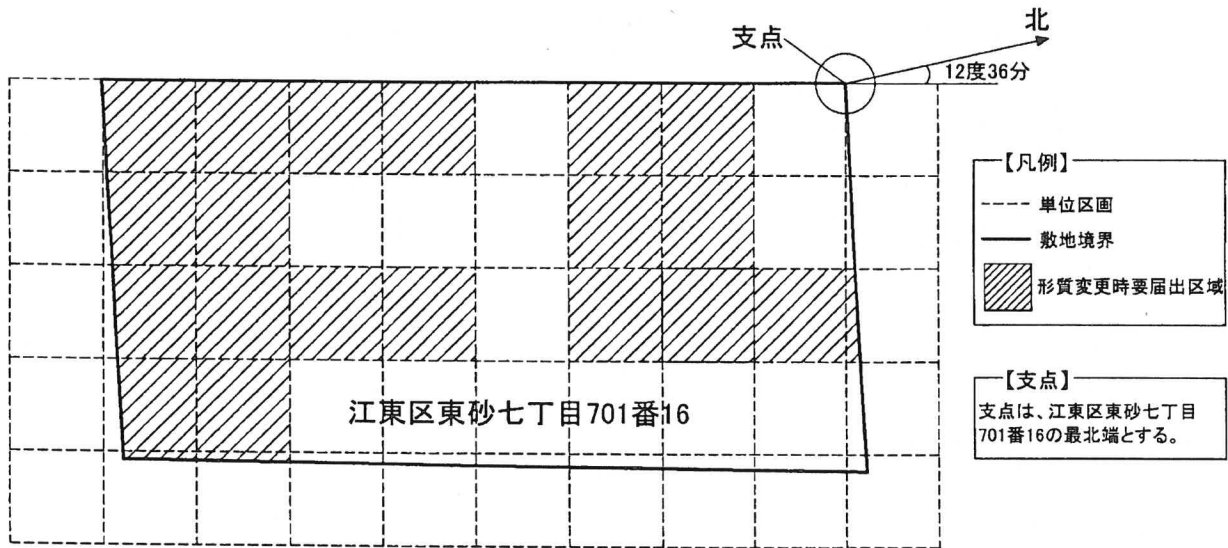 支点
北
12度36分
【凡例】
単位区画
敷地境界
形質変更時要届出区域
江東区東砂七丁目701番16
【支点】
支点は、江東区東砂七丁目
701番16の最北端とする。